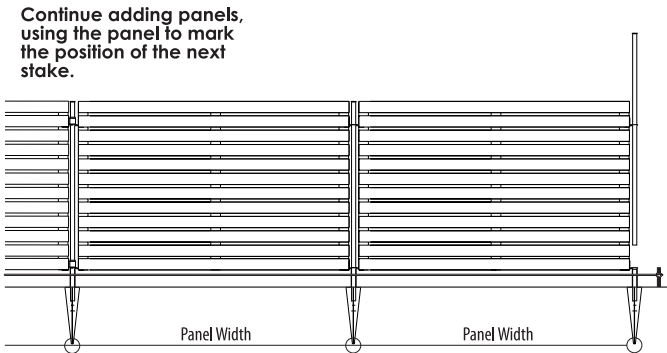 Continue adding panels,
using the panel to mark
the position of the next
stake.
Panel Width
Panel Width